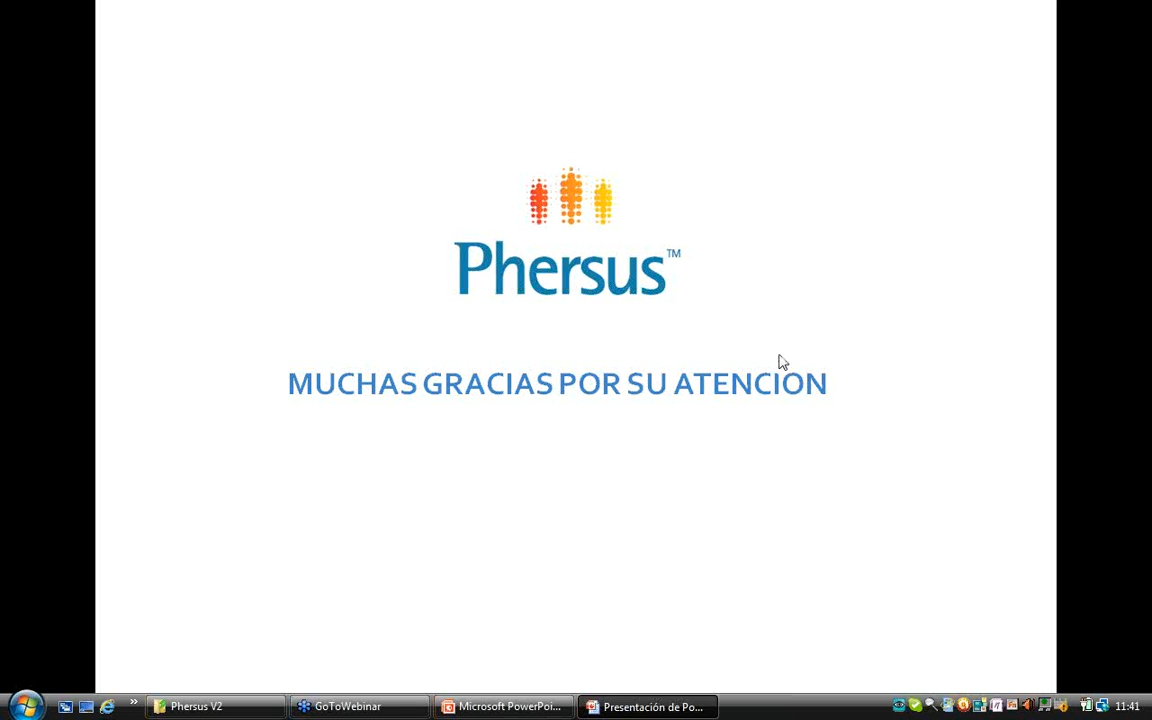 Phersus™
MUCHAS GRACIAS POR SU ATENCION
Phersus V2
GoToWebinar
Microsoft PowerPoi...
Presentación de Po...
11:41